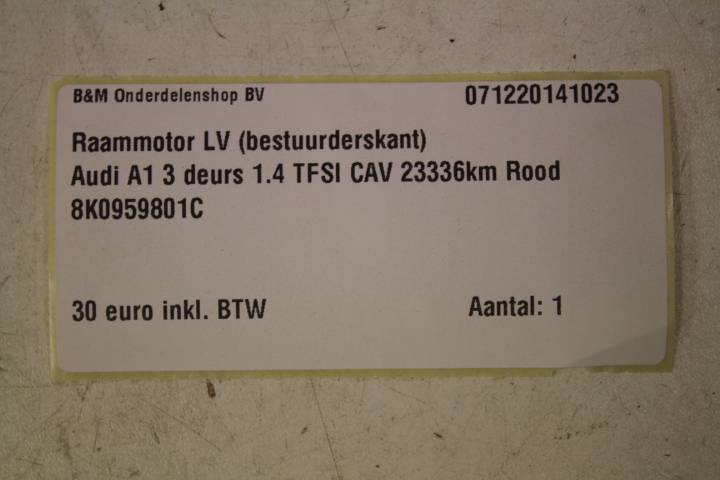 B&M Onderdelenshop BV 071220141023
Raammotor LV (bestuurderskant)
Audi A1 3 deurs 1.4 TFSI CAV 23336km Rood
8K0959801C
30 euro inkl. BTW Aantal: 1